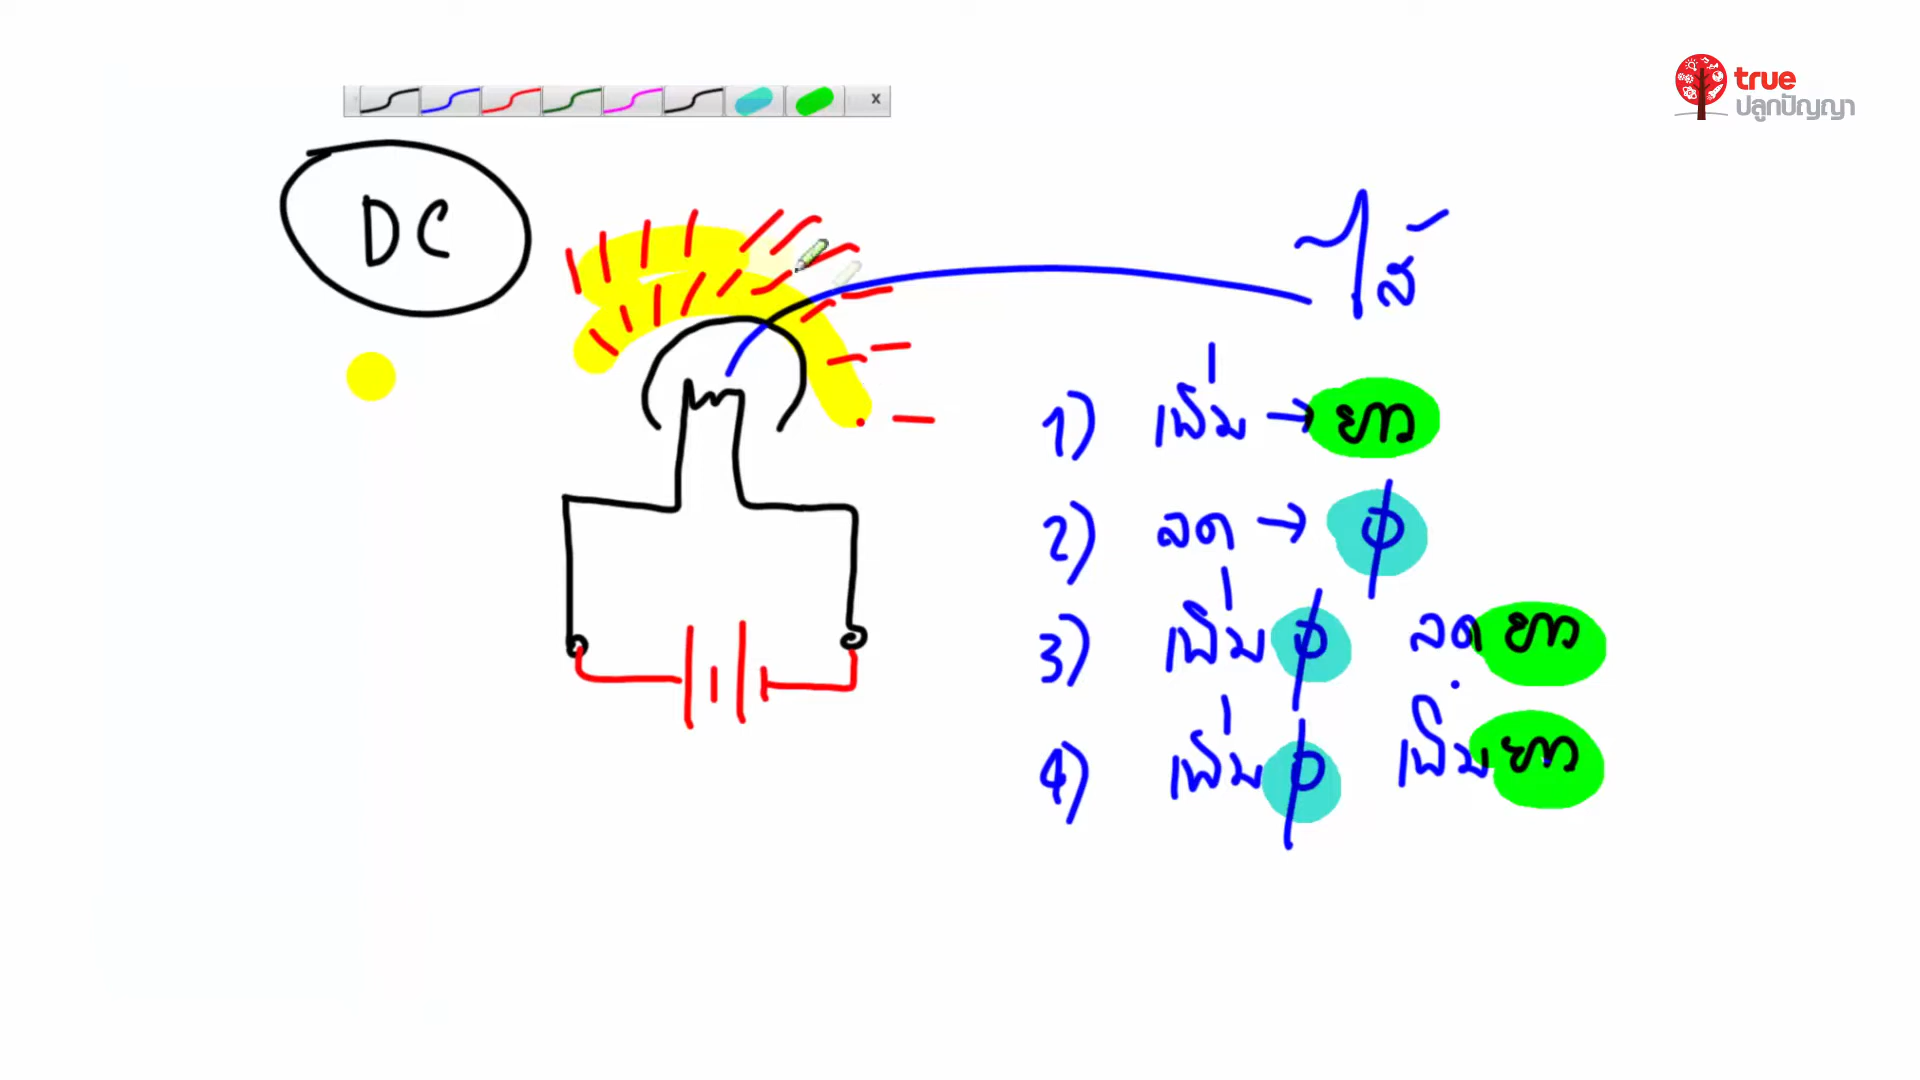 true
ปลูกปัญญา
x
DC
ไส้
1) เพิ่ม → ยาว
2) ลด → φ
3) เพิ่ม φ ลด ยาว
4) เพิ่ม φ เพิ่ม ยาว